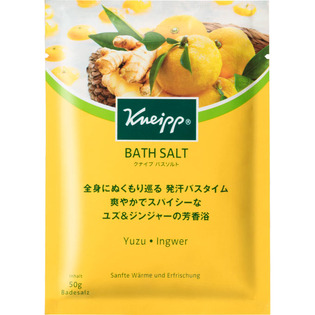 Kneipp®
BATH SALT
クナイプ バスソルト
全身にぬくもり巡る 発汗バスタイム
爽やかでスパイシーな
ユズ&ジンジャーの芳香浴
Yuzu • Ingwer
Inhalt
50g
Badesalz
Sanfte Wärme und Erfrischung